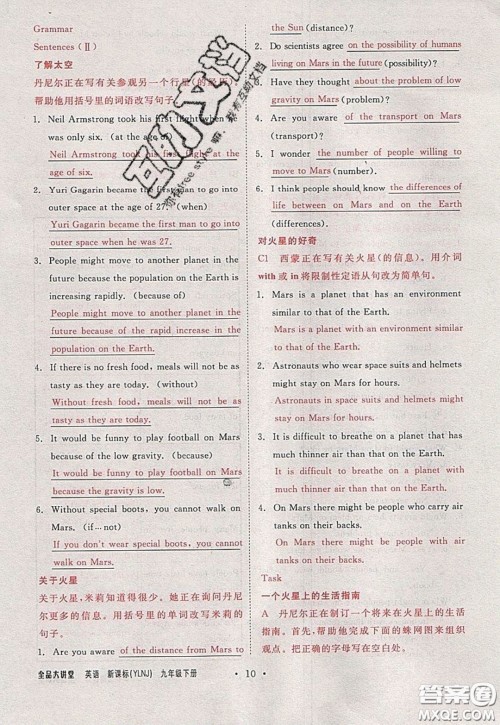 Grammar
Sentences (Ⅱ)
了解太空
丹尼尔正在写有关参观另一个行星(的经历)。
帮助他用括号里的词语改写句子。
1. Neil Armstrong took his first flight when he
was only six. (at the age of)
Neil Armstrong took his first flight at the
age of six.
2. Yuri Gagarin became the first man to go into
outer space at the age of 27. (when)
Yuri Gagarin became the first man to go into
outer space when he was 27.
3. People might move to another planet in the
future because the population on the Earth is
increasing rapidly. (because of)
People might move to another planet in the
future because of the rapid increase in the
population on the Earth.
4. If there is no fresh food, meals will not be as
tasty as they are today. (without)
Without fresh food, meals will not be as
tasty as they are today.
5. It would be funny to play football on Mars
because of the low gravity. (because)
It would be funny to play football on Mars
because the gravity is low.
6. Without special boots, you cannot walk on
Mars. (if…not)
If you don't wear special boots, you cannot
walk on Mars.
关于火星
关于火星,米莉知道得很少。她正在询问丹尼
尔更多的信息。用括号里的单词改写米莉的句
子。
1. Are you aware of the distance from Mars to
the Sun (distance)?
2. Do scientists agree on the possibility of humans
living on Mars in the future (possibility)?
3. Have they thought about the problem of low
gravity on Mars (problem)?
4. Are you aware of the transport on Mars
(transport)?
5. I wonder the number of people willing to
move to Mars (number).
6. I think people should know the differences of
life between on Mars and on the Earth
(differences).
对火星的好奇
C1 西蒙正在写有关火星(的信息)。用介词
with或in将限制性定语从句改为简单句。
1. Mars is a planet that has an environment
similar to that of the Earth.
Mars is a planet with an environment
similar to that of the Earth.
2. Astronauts who wear space suits and helmets
might stay on Mars for hours.
Astronauts in space suits and helmets might
stay on Mars for hours.
3. It is difficult to breathe on a planet that has
much thinner air than that on the Earth.
It is difficult to breathe on a planet with
much thinner air than that on the Earth.
4. On Mars there might be people who carry air
tanks on their backs.
On Mars there might be people with air
tanks on their backs.
Task
一个火星上的生活指南
A 丹尼尔正在制订一个将来在火星上的生活
指南。首先,他制作了下面的蛛网图来组织
观点。
全品大讲堂 英语 新课标(YLNJ) 九年级下册
· 10 ·